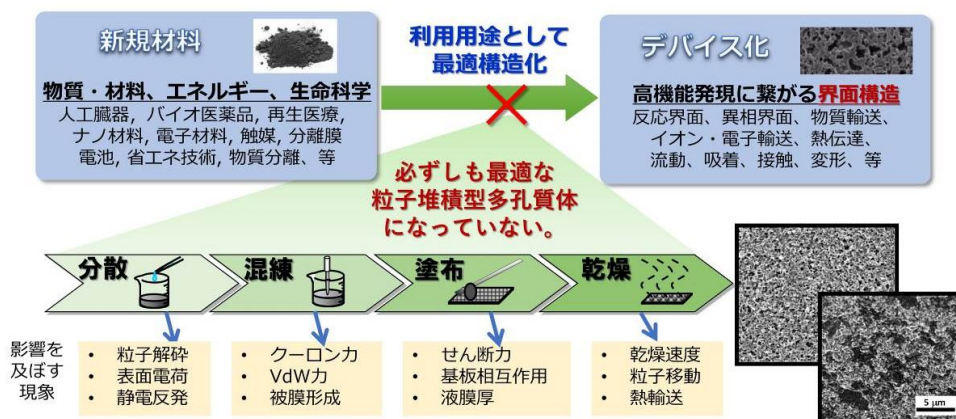 新規材料
物質・材料、エネルギー、生命科学
人工臓器, バイオ医薬品, 再生医療,
ナノ材料, 電子材料, 触媒, 分離膜
電池, 省エネ技術, 物質分離、等
利用用途として
最適構造化
デバイス化
高機能発現に繋がる界面構造
反応界面、異相界面、物質輸送、
イオン・電子輸送、熱伝達、
流動、吸着、接触、変形、等
必ずしも最適な
粒子堆積型多孔質体
になっていない。
分散
混練
塗布
乾燥
影響を
及ぼす
現象
• 粒子解砕
• 表面電荷
• 静電反発
• クーロン力
• VdW力
• 被膜形成
• せん断力
• 基板相互作用
• 液膜厚
• 乾燥速度
• 粒子移動
• 熱輸送
5 μm